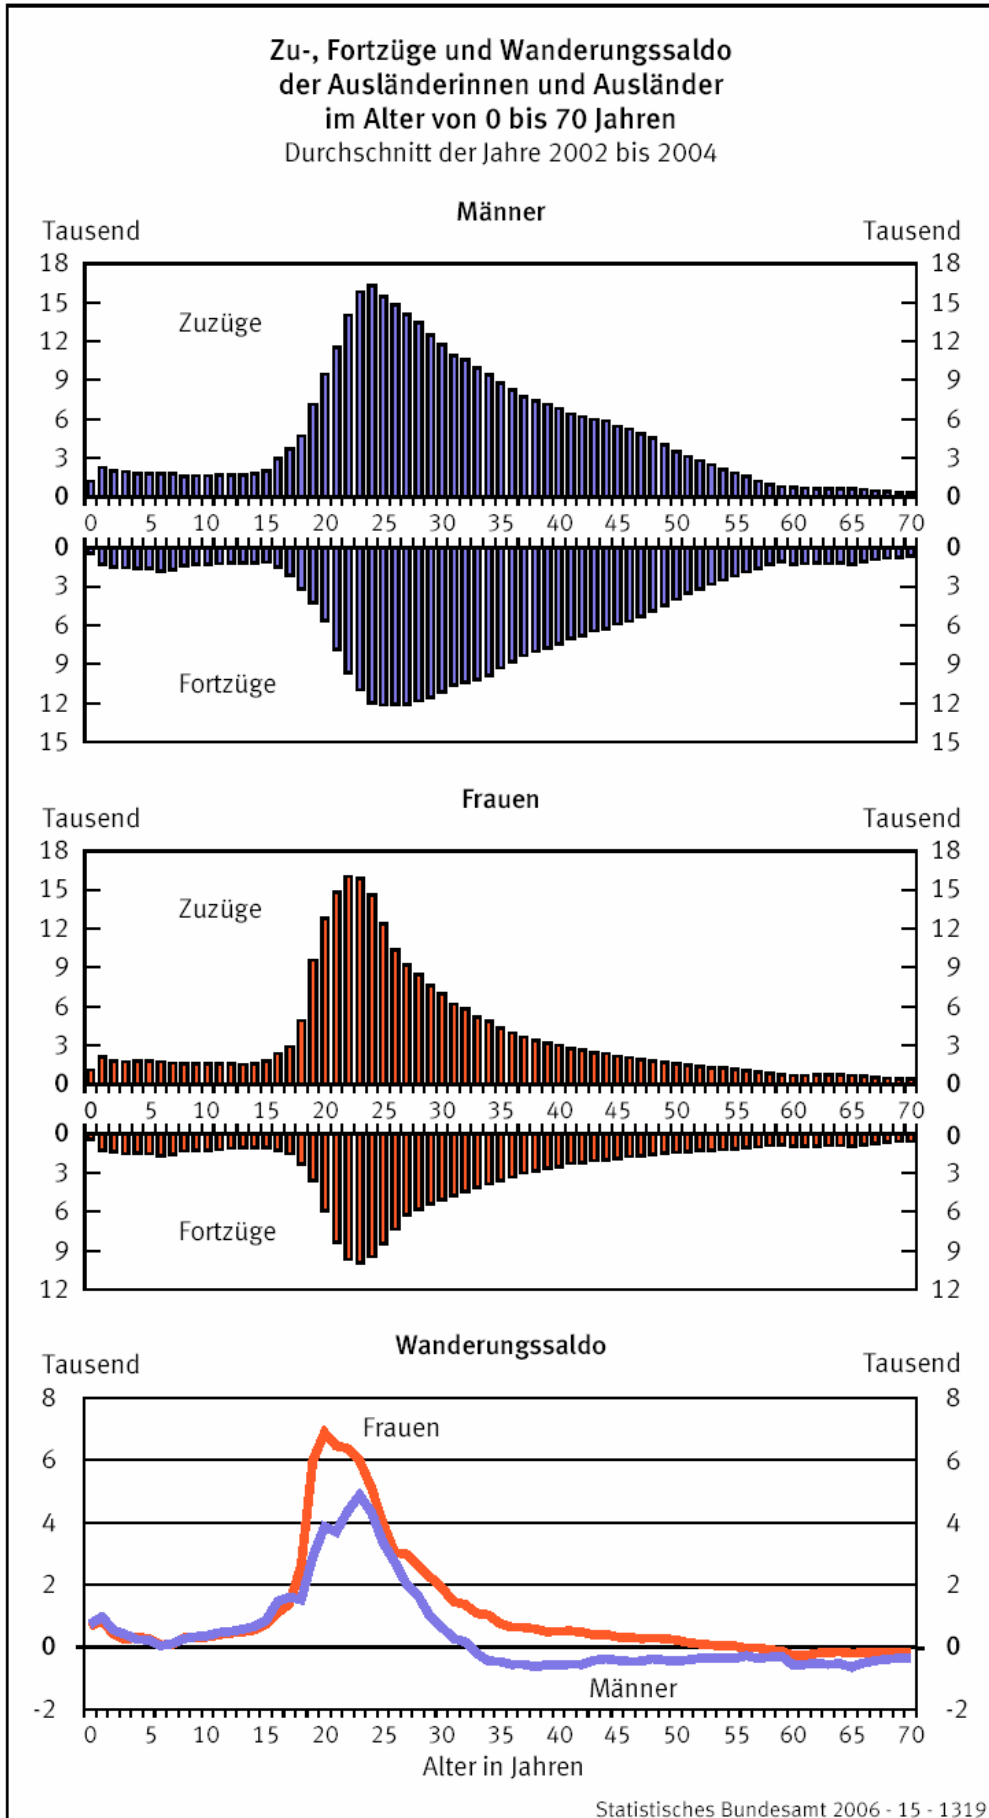 Zu-, Fortzüge und Wanderungssaldo
der Ausländerinnen und Ausländer
im Alter von 0 bis 70 Jahren
Durchschnitt der Jahre 2002 bis 2004
Männer
Tausend Tausend
18 18
15 15
Zuzüge
12 12
9 9
6 6
3 3
0 0
0 5 10 15 20 25 30 35 40 45 50 55 60 65 70
0 0
3 3
6 6
9 9
Fortzüge
12 12
15 15
Frauen
Tausend Tausend
18 18
15 15
Zuzüge
12 12
9 9
6 6
3 3
0 0
0 5 10 15 20 25 30 35 40 45 50 55 60 65 70
0 0
3 3
6 6
Fortzüge
9 9
12 12
Wanderungssaldo
Tausend Tausend
8 8
Frauen
6 6
4 4
2 2
0 0
Männer
-2 -2
0 5 10 15 20 25 30 35 40 45 50 55 60 65 70
Alter in Jahren
Statistisches Bundesamt 2006 - 15 - 1319